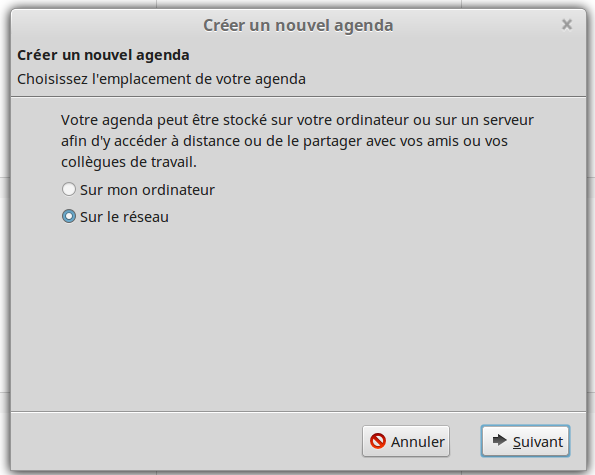 Créer un nouvel agenda
Créer un nouvel agenda
Choisissez l'emplacement de votre agenda
Votre agenda peut être stocké sur votre ordinateur ou sur un serveur
afin d'y accéder à distance ou de le partager avec vos amis ou vos
collègues de travail.
Sur mon ordinateur
Sur le réseau
Annuler
Suivant